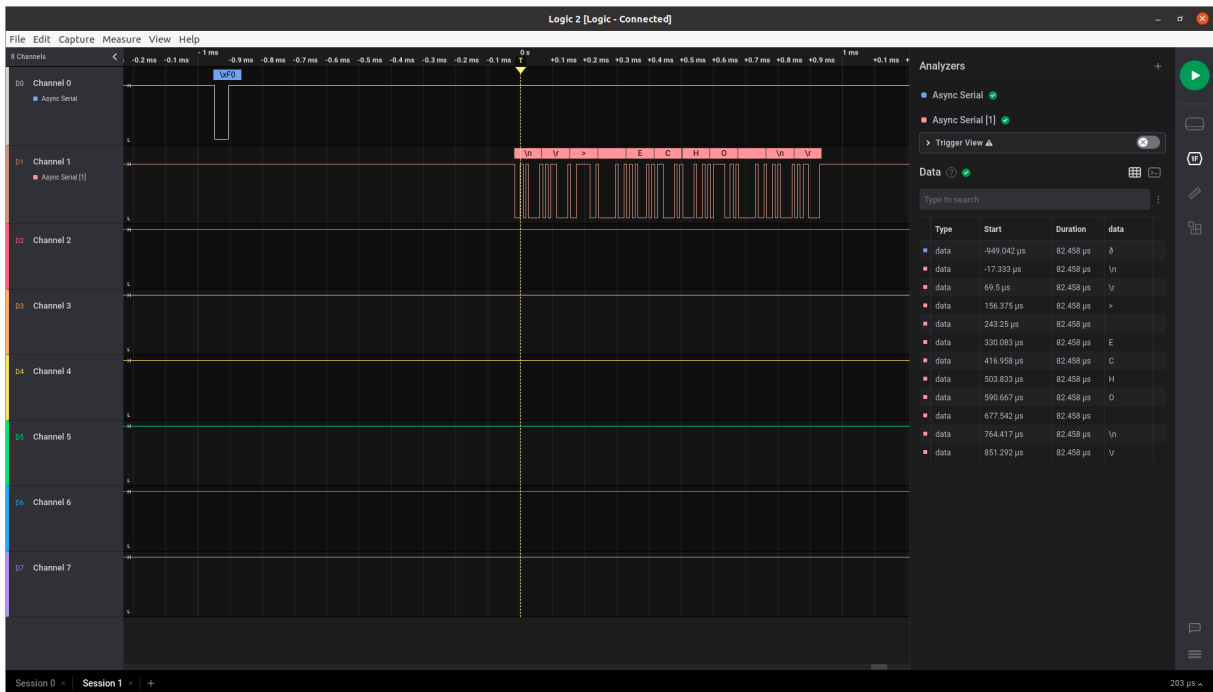 Logic 2 [Logic - Connected]
File Edit Capture Measure View Help
8 Channels
- 1 ms 0 s 1 ms
-0.2 ms -0.1 ms -0.9 ms -0.8 ms -0.7 ms -0.6 ms -0.5 ms -0.4 ms -0.3 ms -0.2 ms -0.1 ms T +0.1 ms +0.2 ms +0.3 ms +0.4 ms +0.5 ms +0.6 ms +0.7 ms +0.8 ms +0.9 ms +0.1 ms
D0 Channel 0
Async Serial
\xF0
H
L
D1 Channel 1
Async Serial [1]
\n \r > E C H O \n \r
H
L
D2 Channel 2
H
L
D3 Channel 3
H
L
D4 Channel 4
H
L
D5 Channel 5
H
L
D6 Channel 6
H
L
D7 Channel 7
H
L
Analyzers
Async Serial
Async Serial [1]
Trigger View
Data
Type to search
Type Start Duration data
data -949.042 µs 82.458 µs ð
data -17.333 µs 82.458 µs \n
data 69.5 µs 82.458 µs \r
data 156.375 µs 82.458 µs >
data 243.25 µs 82.458 µs
data 330.083 µs 82.458 µs E
data 416.958 µs 82.458 µs C
data 503.833 µs 82.458 µs H
data 590.667 µs 82.458 µs O
data 677.542 µs 82.458 µs
data 764.417 µs 82.458 µs \n
data 851.292 µs 82.458 µs \r
1F
Session 0 × Session 1 × +
203 µs